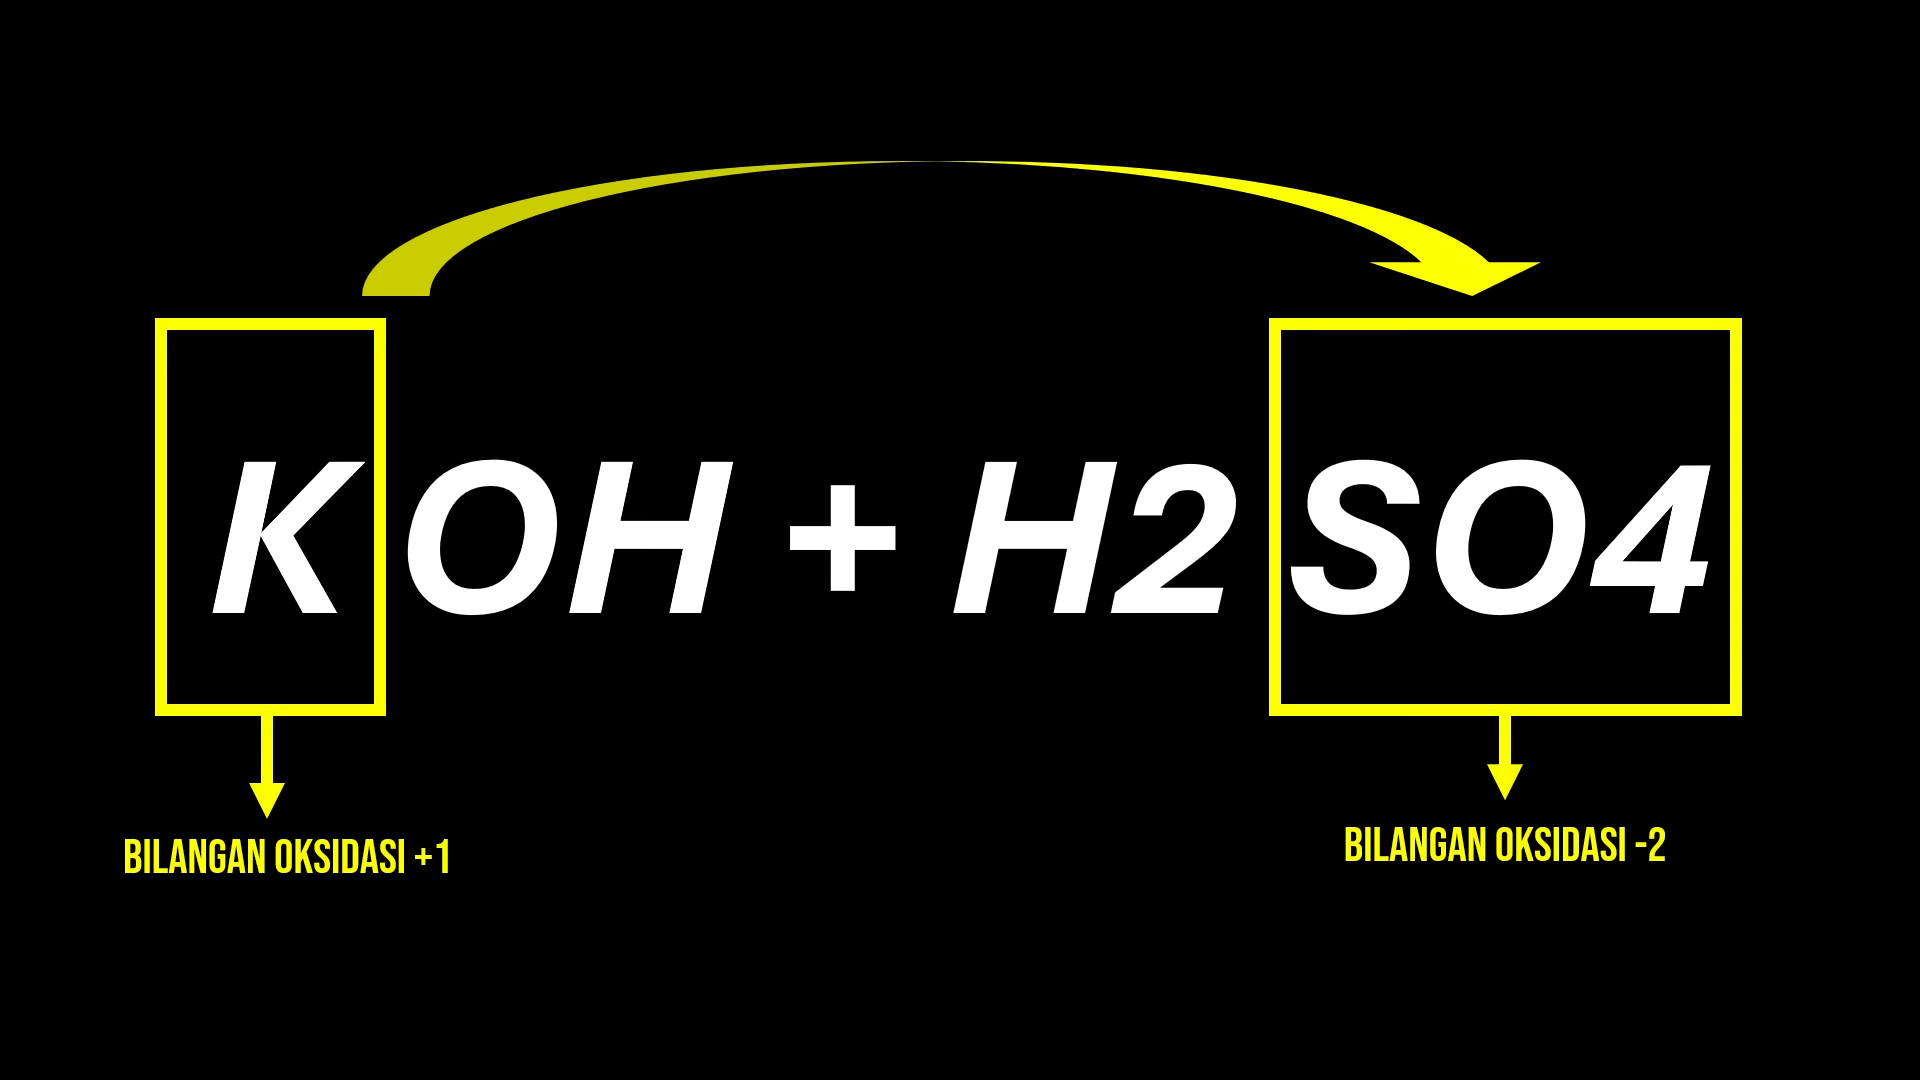 KOH + H2SO4
BILANGAN OKSIDASI +1
BILANGAN OKSIDASI -2